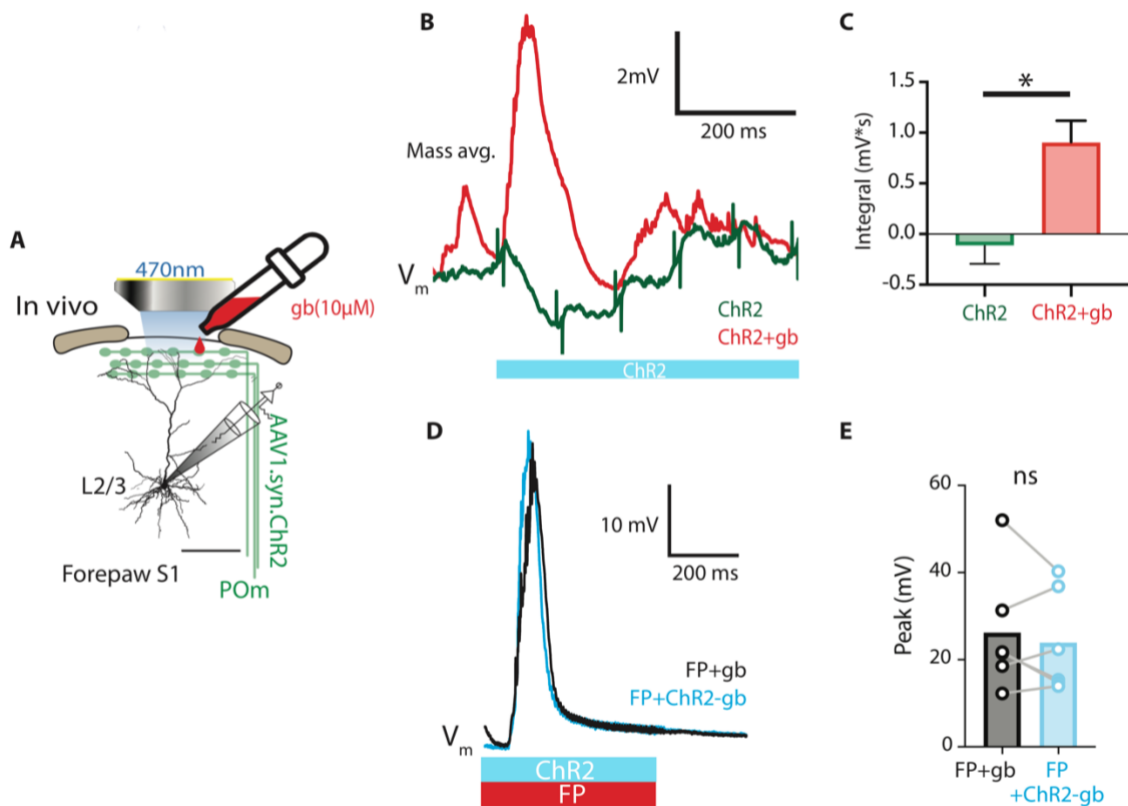 A
In vivo
470nm
gb(10μM)
L2/3
AAV1.syn.ChR2
Forepaw S1
POm
B
2mV
200 ms
Mass avg.
Vm
ChR2
ChR2+gb
ChR2
C
Integral (mV*s)
1.5
1.0
0.5
0.0
-0.5
*
ChR2
ChR2+gb
D
10 mV
200 ms
FP+gb
FP+ChR2-gb
Vm
ChR2
FP
E
ns
Peak (mV)
60
40
20
0
FP+gb
FP
+ChR2-gb